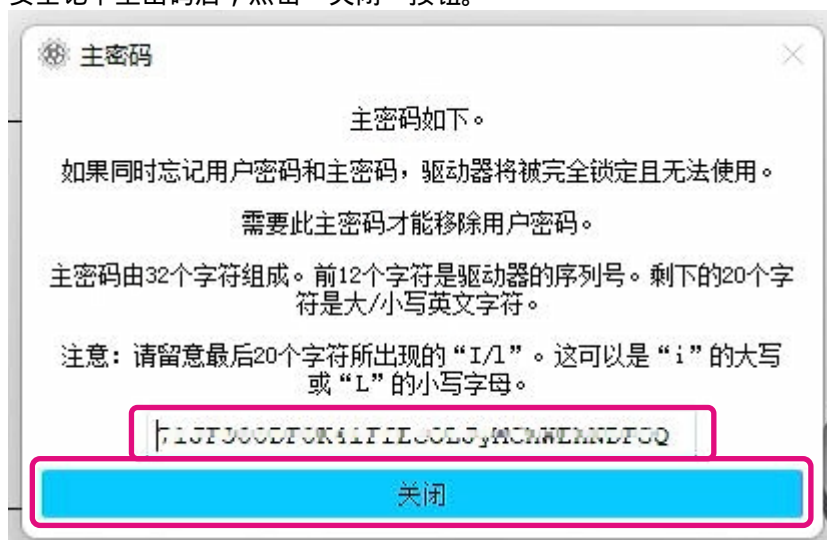 主密码
主密码如下。
如果同时忘记用户密码和主密码，驱动器将被完全锁定且无法使用。
需要此主密码才能移除用户密码。
主密码由32个字符组成。前12个字符是驱动器的序列号。剩下的20个字
符是大/小写英文字符。
注意：请留意最后20个字符所出现的“I/l”。这可以是“i”的大写
或“L”的小写字母。
关闭